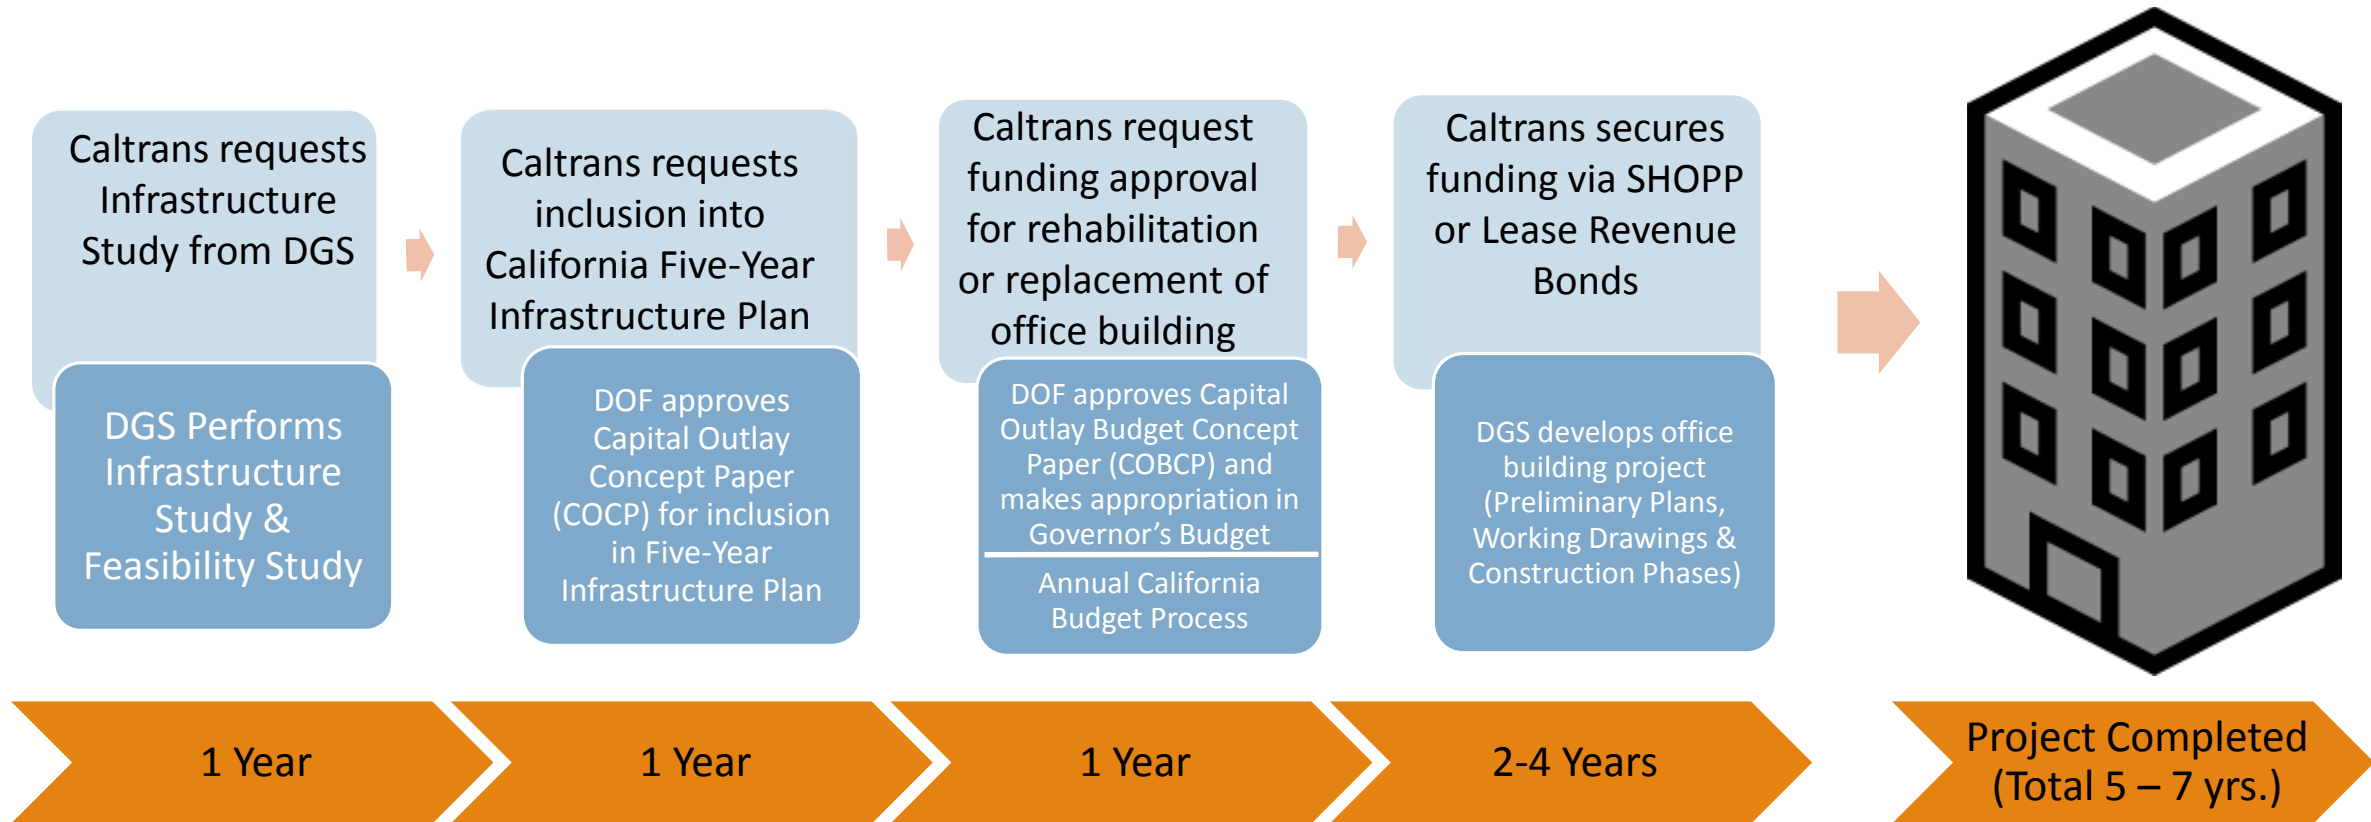 Caltrans requests
Infrastructure
Study from DGS
DGS Performs
Infrastructure
Study &
Feasibility Study
Caltrans requests
inclusion into
California Five-Year
Infrastructure Plan
DOF approves
Capital Outlay
Concept Paper
(COCP) for inclusion
in Five-Year
Infrastructure Plan
Caltrans request
funding approval
for rehabilitation
or replacement of
office building
DOF approves Capital
Outlay Budget Concept
Paper (COBCP) and
makes appropriation in
Governor’s Budget
Annual California
Budget Process
Caltrans secures
funding via SHOPP
or Lease Revenue
Bonds
DGS develops office
building project
(Preliminary Plans,
Working Drawings &
Construction Phases)
1 Year
1 Year
1 Year
2-4 Years
Project Completed
(Total 5 – 7 yrs.)